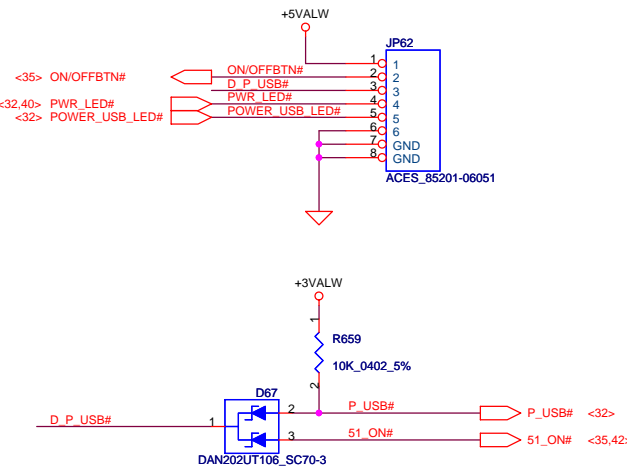 +5VALW
JP62
<35> ON/OFFBTN# ON/OFFBTN# 1 1
2 2
D_P_USB# 3 3
<32,40> PWR_LED# PWR_LED# 4 4
<32> POWER_USB_LED# POWER_USB_LED# 5 5
6 6
7 GND
8 GND
ACES_85201-06051
+3VALW
1
R659
10K_0402_5%
2
D67
D_P_USB# 1 2 P_USB# P_USB# <32>
3 51_ON# 51_ON# <35,42
DAN202UT106_SC70-3